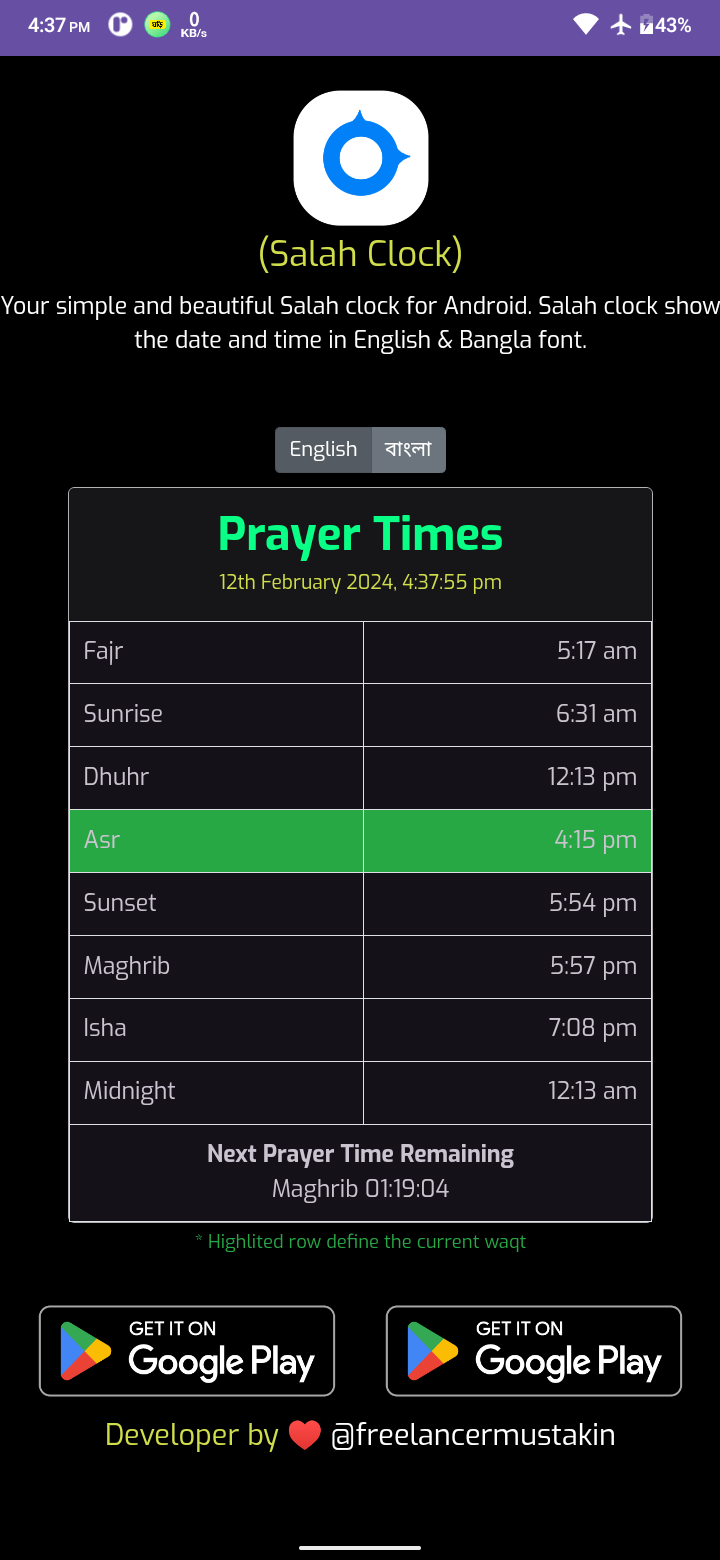 4:37 PM 0 43%
KB/s
(Salah Clock)
Your simple and beautiful Salah clock for Android. Salah clock show
the date and time in English & Bangla font.
English বাংলা
Prayer Times
12th February 2024, 4:37:55 pm
Fajr 5:17 am
Sunrise 6:31 am
Dhuhr 12:13 pm
Asr 4:15 pm
Sunset 5:54 pm
Maghrib 5:57 pm
Isha 7:08 pm
Midnight 12:13 am
Next Prayer Time Remaining
Maghrib 01:19:04
* Highlited row define the current waqt
GET IT ON GET IT ON
Google Play Google Play
Developer by ❤️ @freelancermustakin